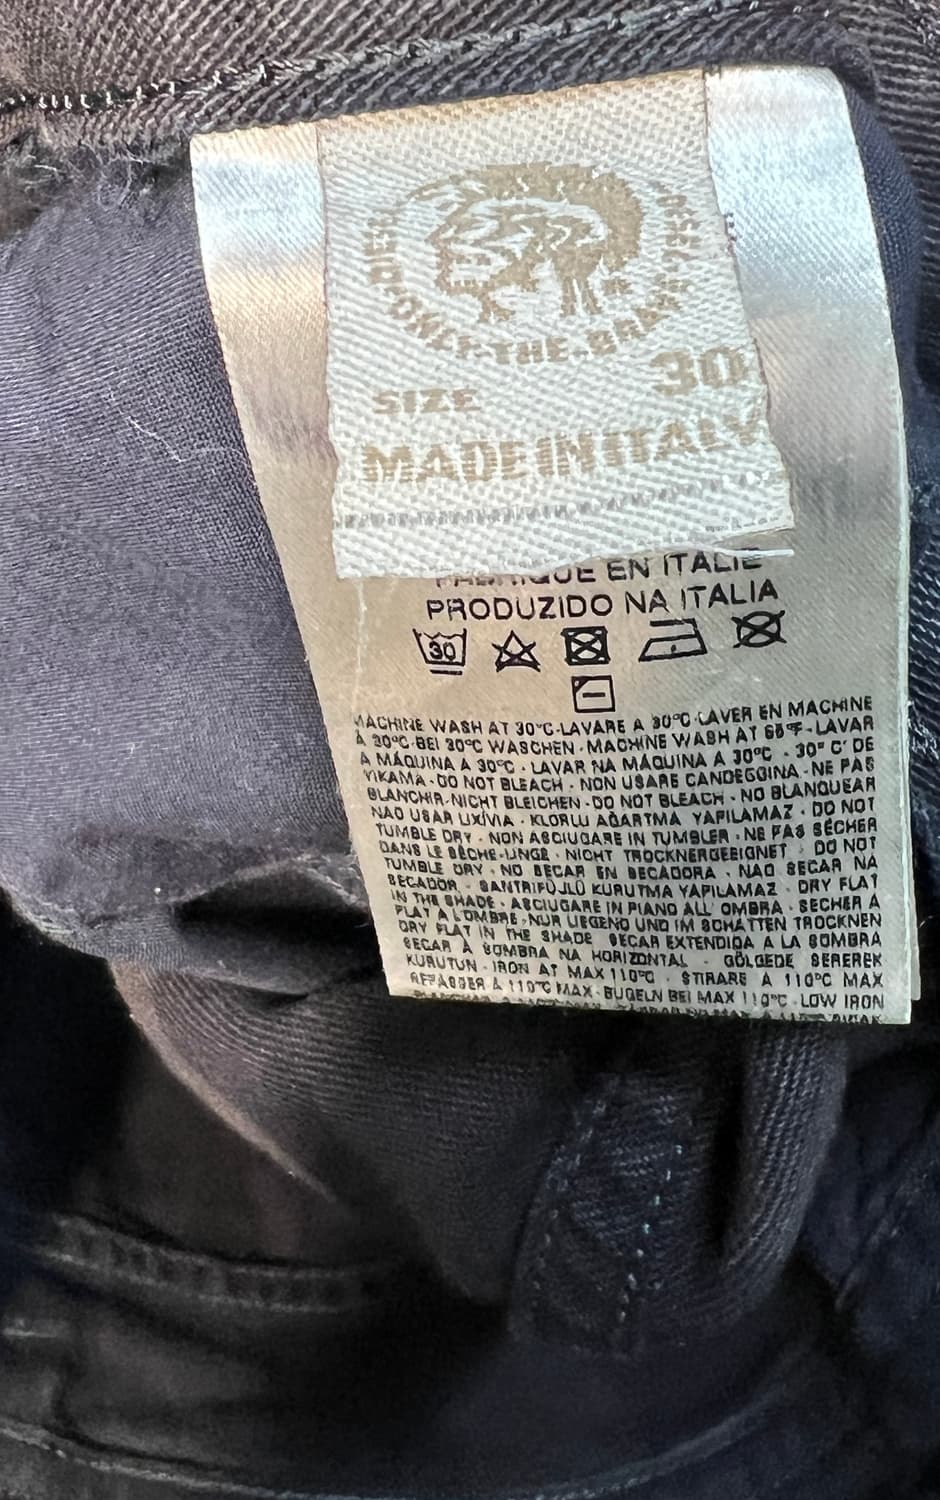 DIESEL·ONLY·THE·BRAVE·
SIZE 30
MADE IN ITALY
FABRIQUE EN ITALIE
PRODUZIDO NA ITALIA
30
MACHINE WASH AT 30°C·LAVARE A 30°C·LAVER EN MACHINE
À 30°C·BEI 30°C WASCHEN·MACHINE WASH AT °F·LAVAR
A MÁQUINA A 30°C · LAVAR NA MÁQUINA A 30°C · 30° C' DE
YIKAMA·DO NOT BLEACH·NON USARE CANDEGGINA·NE PAS
BLANCHIR·NICHT BLEICHEN·DO NOT BLEACH·NO BLANQUEAR
NAO USAR LIXÍVIA · KLORLU AĞARTMA YAPILAMAZ · DO NOT
TUMBLE DRY·NON ASCIUGARE IN TUMBLER·NE PAS SÉCHER
DANS LE SÈCHE-LINGE · NICHT TROCKNERGEEIGNET · DO NOT
TUMBLE DRY · NO SECAR EN SECADORA · NAO SECAR NA
SECADOR · SANTRIFÜJLÜ KURUTMA YAPILAMAZ · DRY FLAT
IN THE SHADE · ASCIUGARE IN PIANO ALL' OMBRA · SECHER À
PLAT A L'OMBRE·NUR LIEGEND UND IM SCHATTEN TROCKNEN
DRY FLAT IN THE SHADE SECAR EXTENDIDA A LA SOMBRA
SECAR À SOMBRA NA HORIZONTAL · GÖLGEDE SEREREK
KURUTUN · IRON AT MAX 110°C · STIRARE A 110°C MAX
REPASSER À 110°C MAX·BUGELN BEI MAX 110°C·LOW IRON